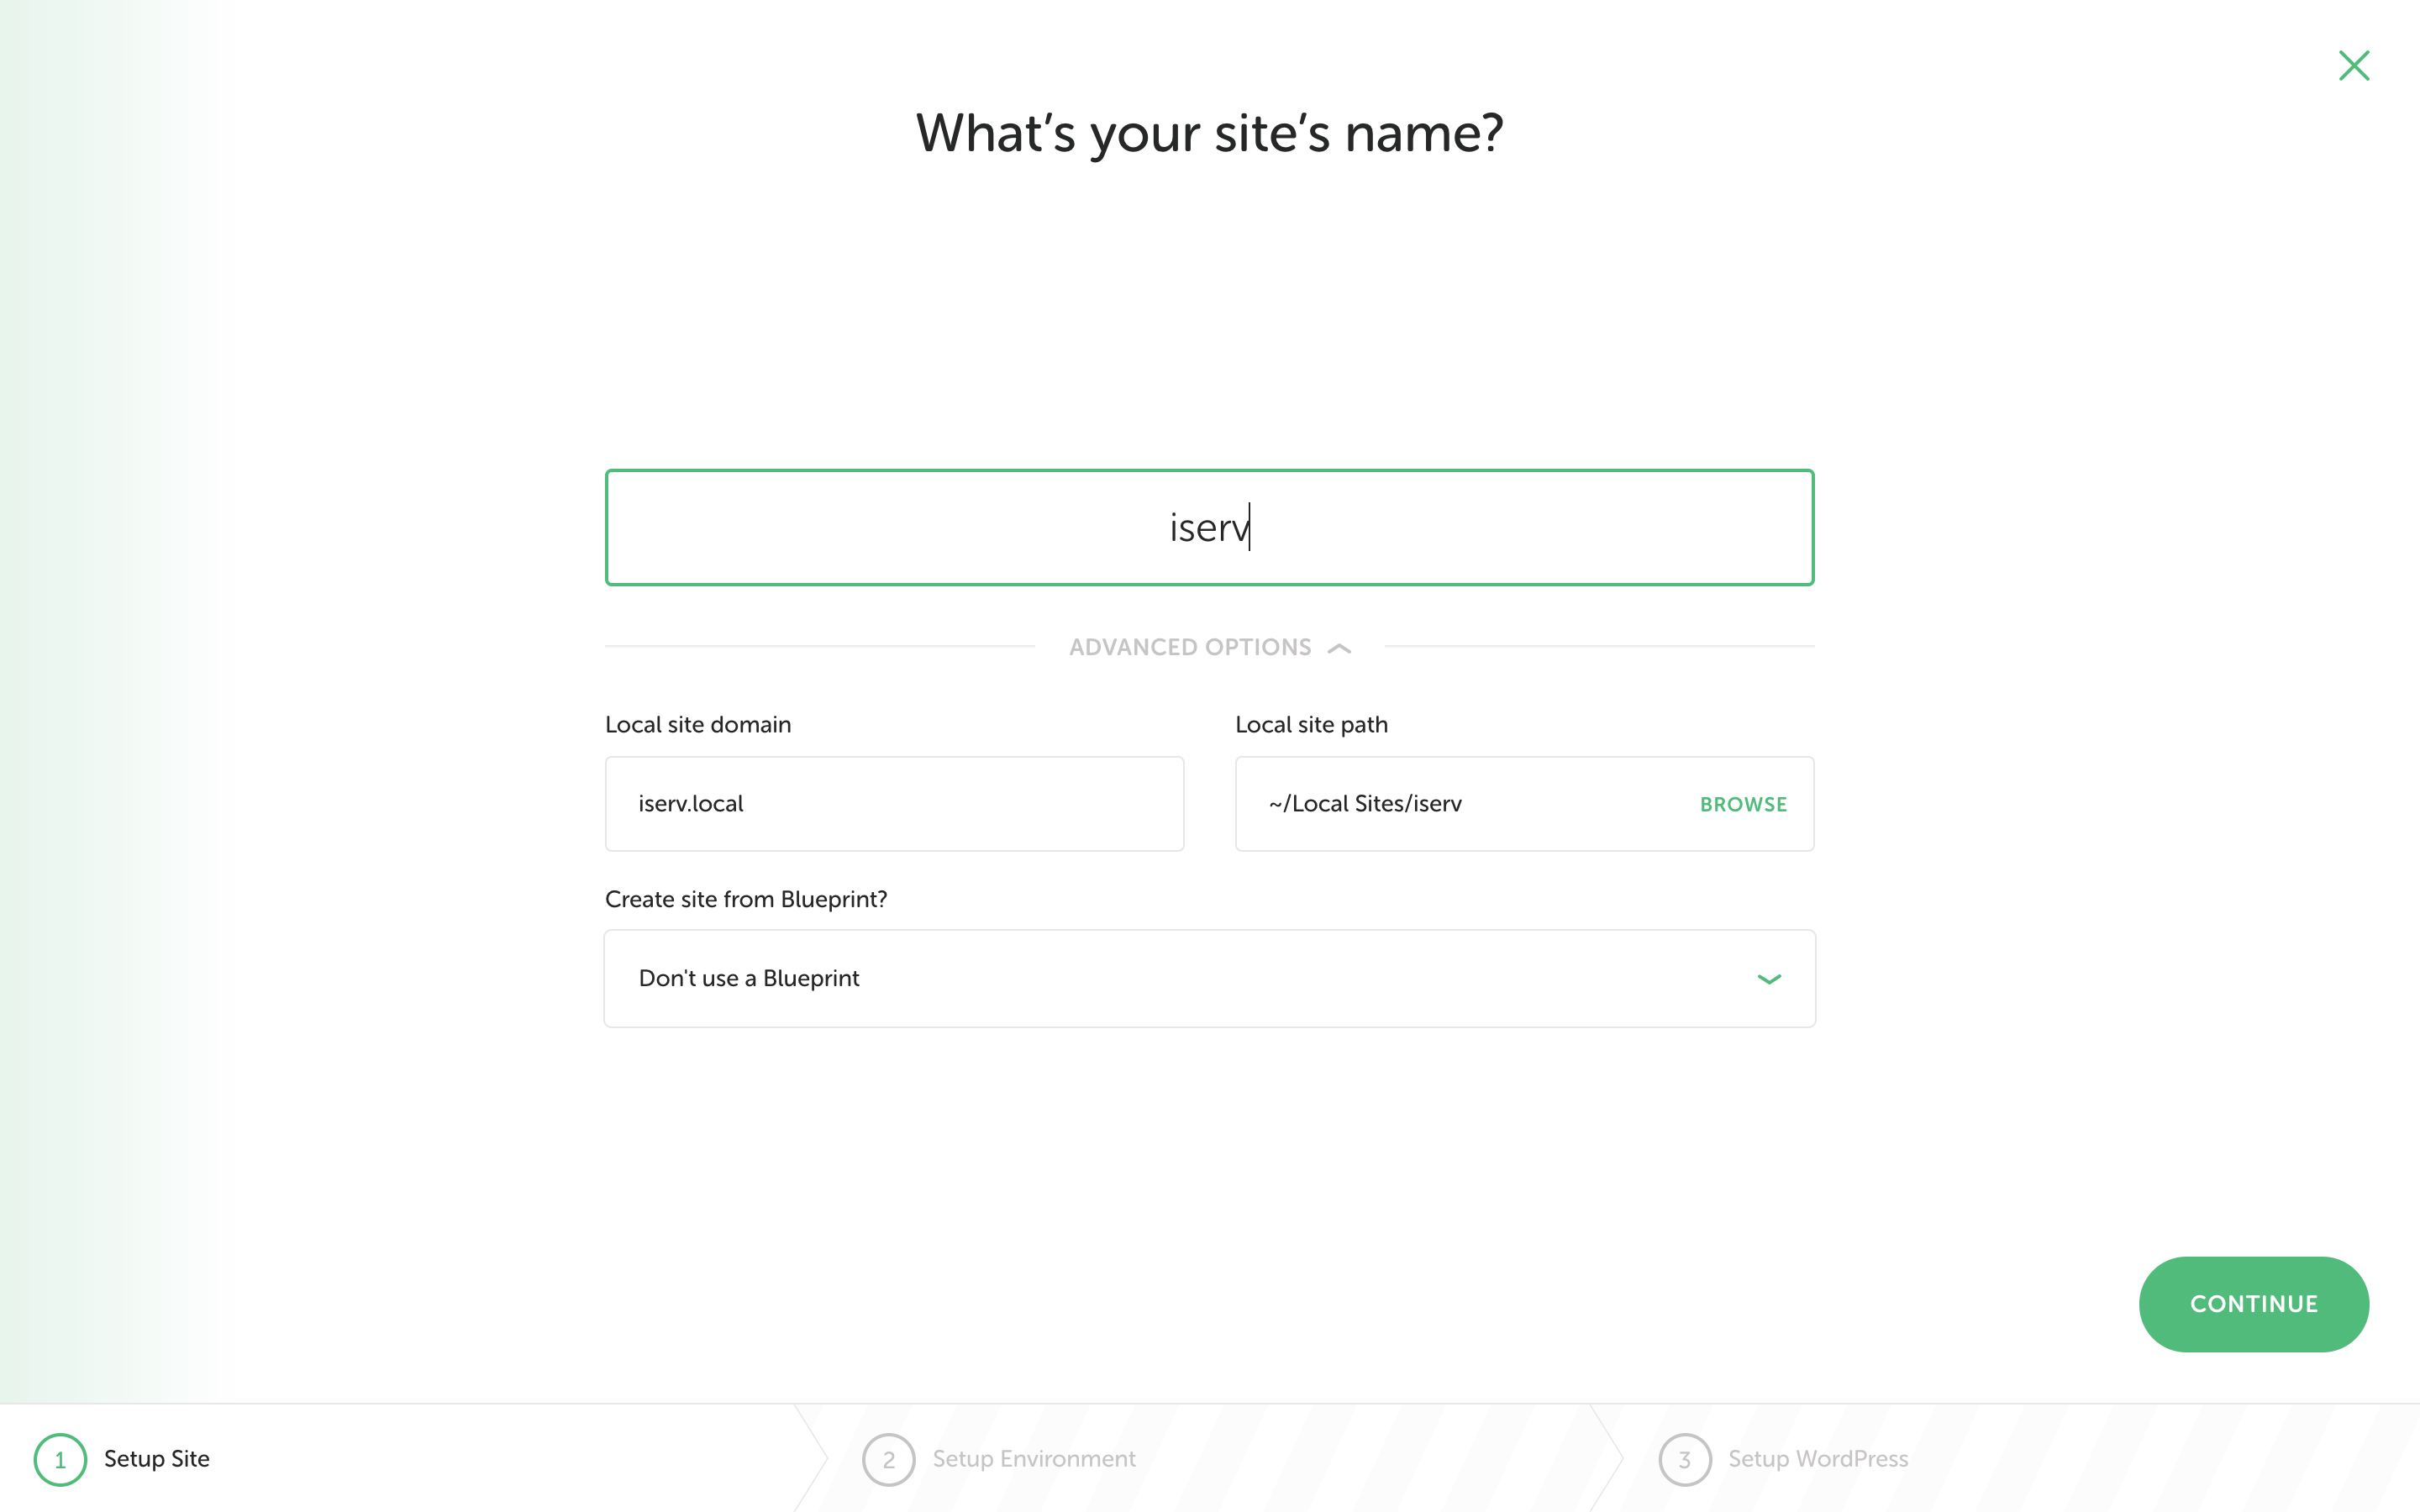 What's your site's name?
iserv
ADVANCED OPTIONS
Local site domain
Local site path
iserv.local
~/Local Sites/iserv
BROWSE
Create site from Blueprint?
Don't use a Blueprint
CONTINUE
1 Setup Site
2 Setup Environment
3 Setup WordPress